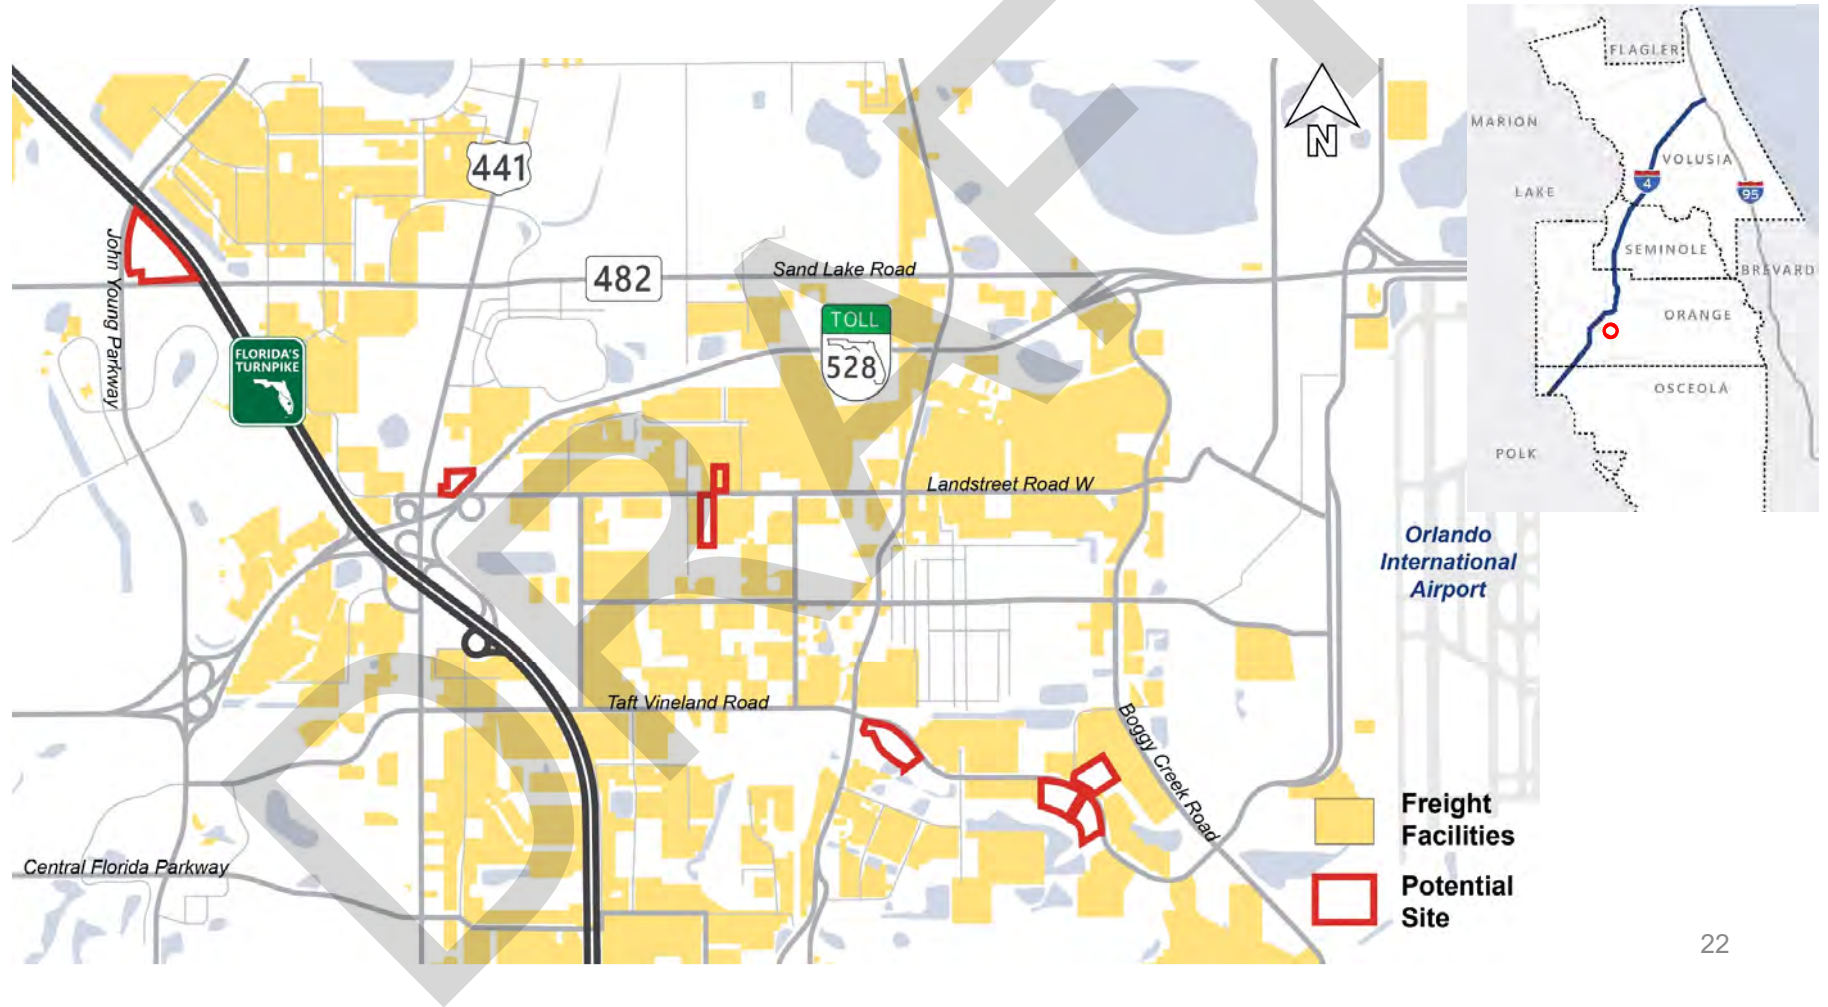 FLAGLER
MARION
VOLUSIA
4
95
LAKE
SEMINOLE
BREVARD
ORANGE
OSCEOLA
POLK
441
N
John Young Parkway
482
Sand Lake Road
TOLL
528
FLORIDA'S
TURNPIKE
Landstreet Road W
Orlando
International
Airport
Taft Vineland Road
Boggy Creek Road
Central Florida Parkway
Freight
Facilities
Potential
Site
DRAFT
22